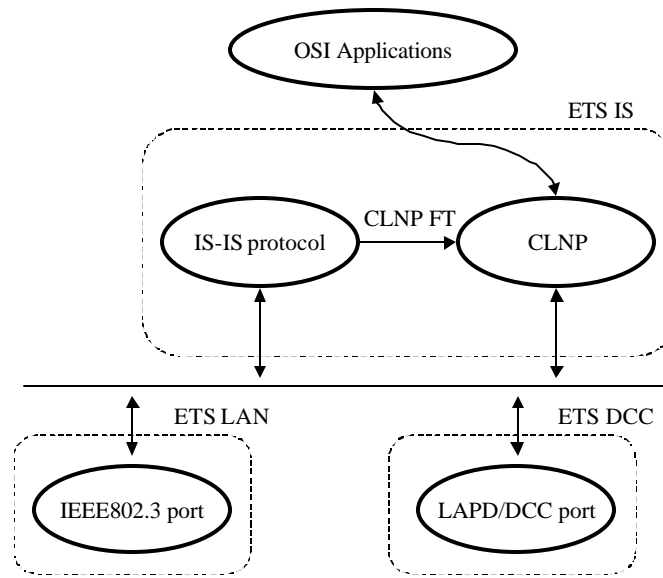 OSI Applications
ETS IS
IS-IS protocol
CLNP FT
CLNP
ETS LAN
ETS DCC
IEEE802.3 port
LAPD/DCC port